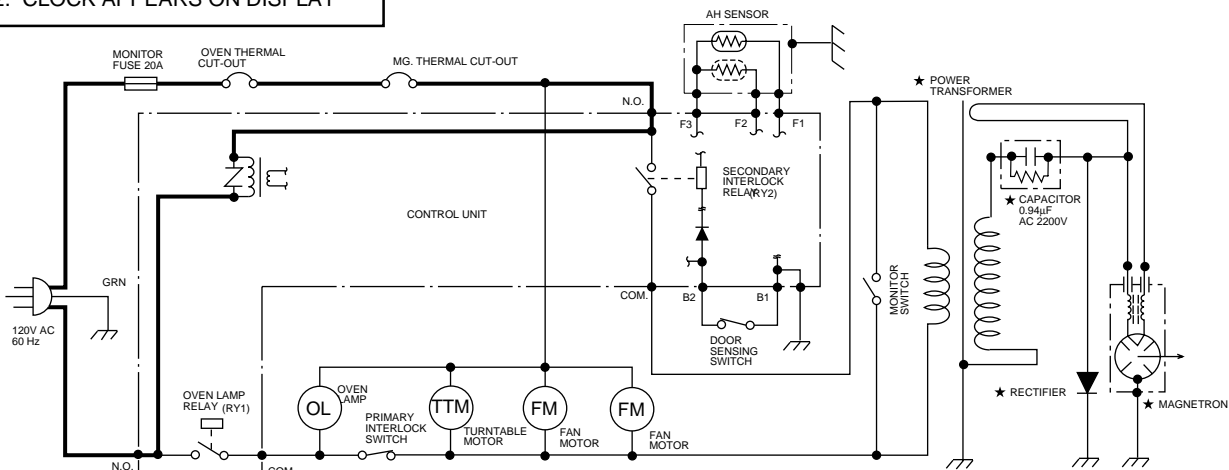 2. CLOCK APPEARS ON DISPLAY
AH SENSOR
MONITOR
FUSE 20A
OVEN THERMAL
CUT-OUT
MG. THERMAL CUT-OUT
★ POWER
TRANSFORMER
N.O.
F3
F2
F1
SECONDARY
INTERLOCK
RELAY (RY2)
CONTROL UNIT
★ CAPACITOR
0.94µF
AC 2200V
GRN
COM.
B2
B1
MONITOR
SWITCH
120V AC
60 Hz
DOOR
SENSING
SWITCH
OVEN LAMP
RELAY (RY1)
OL
OVEN
LAMP
PRIMARY
INTERLOCK
SWITCH
TTM
TURNTABLE
MOTOR
FM
FAN
MOTOR
FM
FAN
MOTOR
★ RECTIFIER
★ MAGNETRON
N.O.
COM.